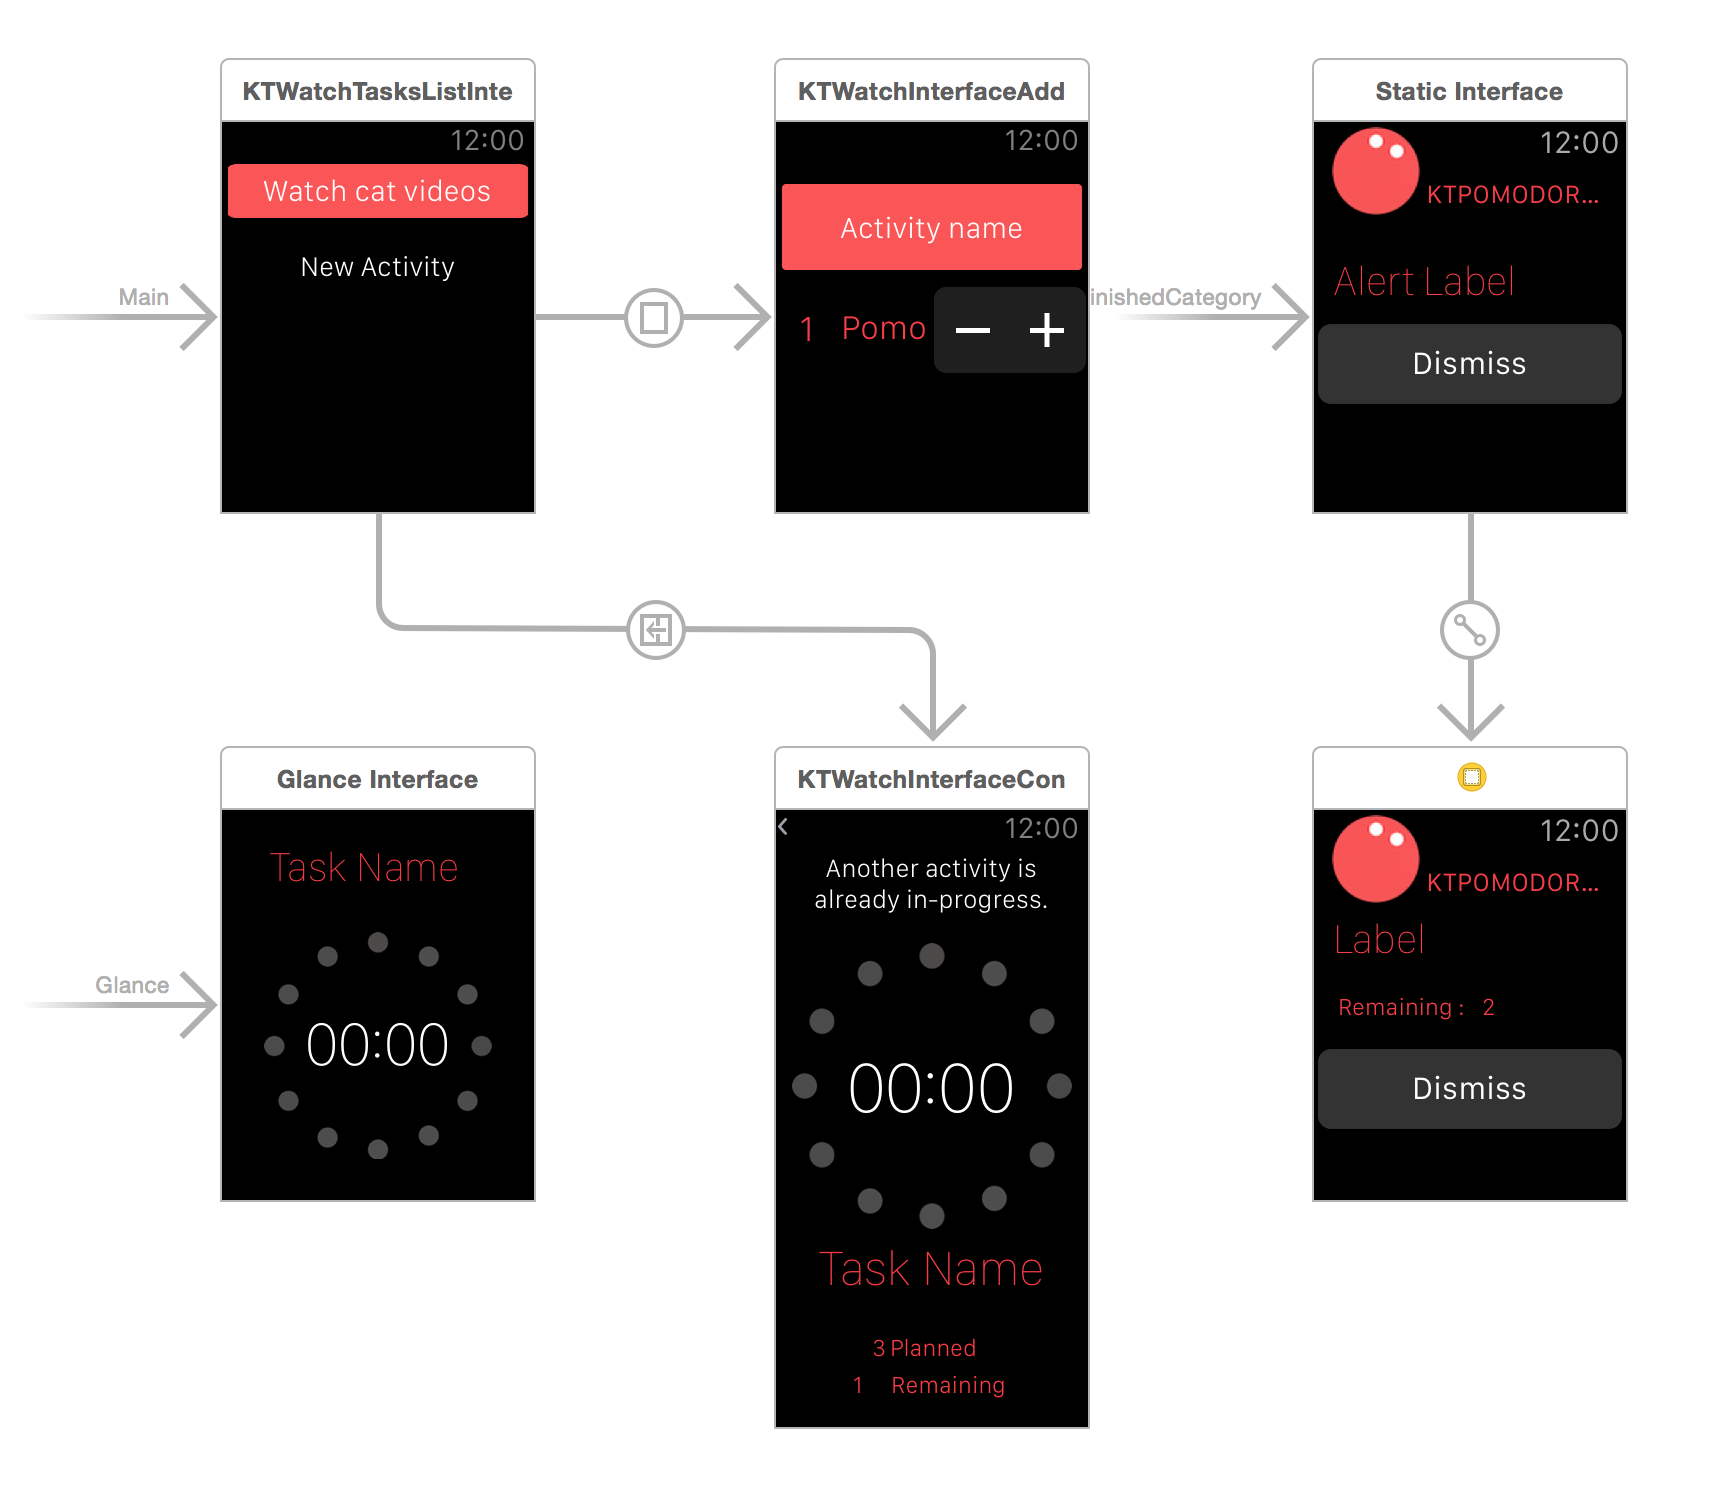 KTWatchTasksListInte
12:00
Watch cat videos
New Activity
Main
KTWatchInterfaceAdd
12:00
Activity name
1 Pomo
inishedCategory
Static Interface
12:00
KTPOMODOR...
Alert Label
Dismiss
Glance Interface
Task Name
00:00
Glance
KTWatchInterfaceCon
12:00
Another activity is
already in-progress.
00:00
Task Name
3 Planned
1 Remaining
12:00
KTPOMODOR...
Label
Remaining : 2
Dismiss